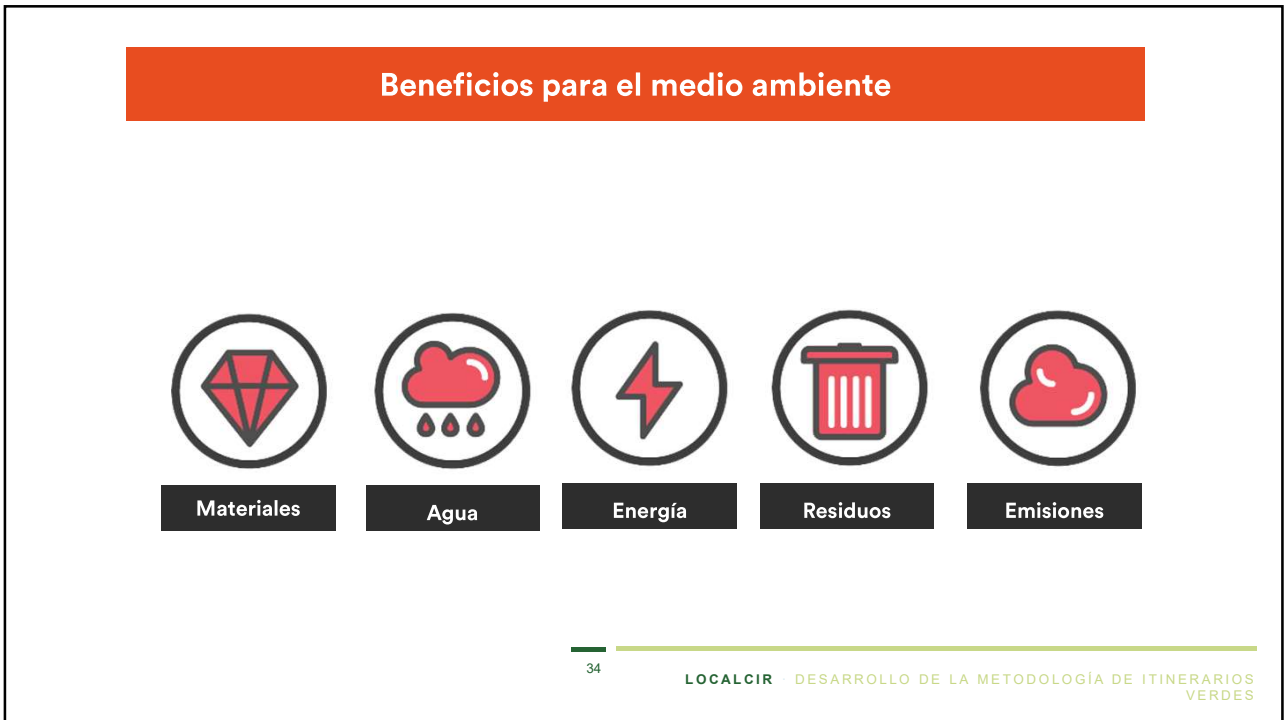 Beneficios para el medio ambiente
Materiales
Agua
Energía
Residuos
Emisiones
34
LOCALCIR · DESARROLLO DE LA METODOLOGÍA DE ITINERARIOS
VERDES